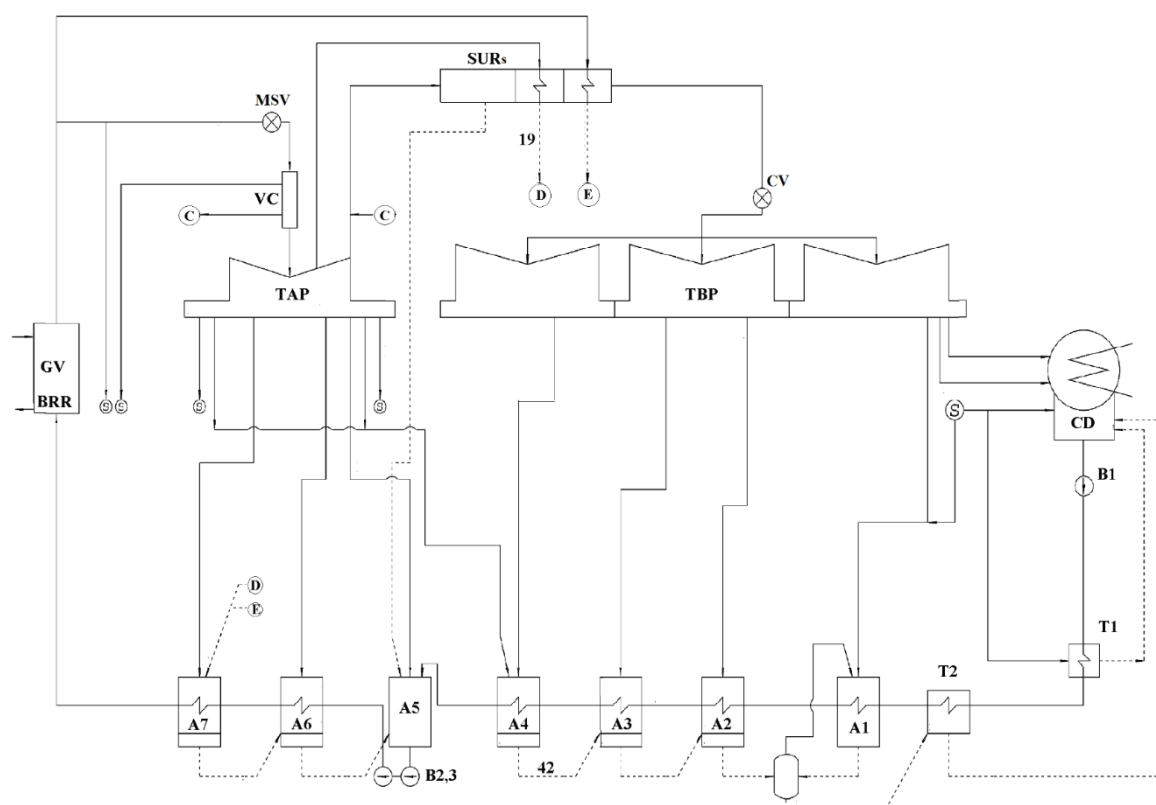 SURs
MSV
19
VC
C
C
D
E
CV
TAP
TBP
GV
BRR
S
S
S
S
S
CD
B1
D
E
T1
T2
A7
A6
A5
A4
A3
A2
A1
42
B2,3